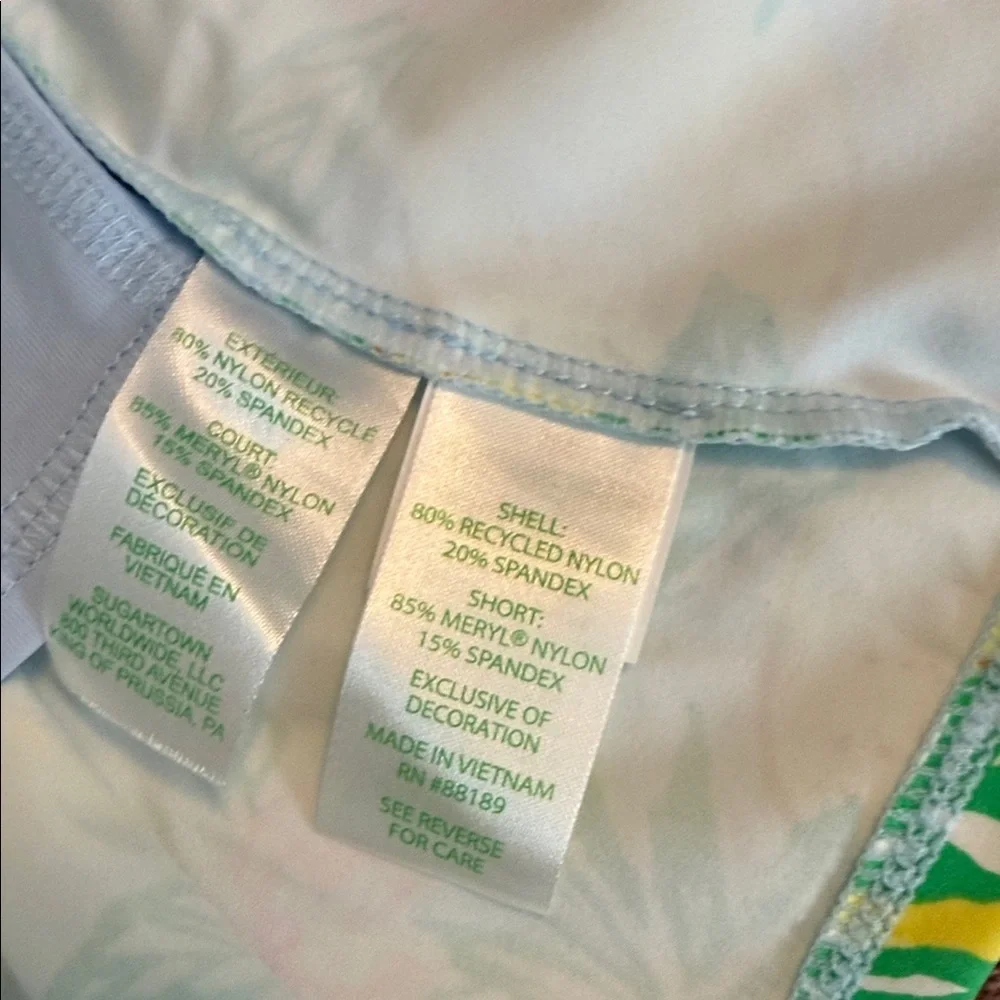 EXTÉRIEUR
80% NYLON RECYCLÉ
20% SPANDEX
COURT
85% MERYL® NYLON
15% SPANDEX
EXCLUSIF DE
DÉCORATION
FABRIQUÉ EN
VIETNAM
SUGARTOWN
WORLDWIDE, LLC
800 THIRD AVENUE
KING OF PRUSSIA, PA
SHELL:
80% RECYCLED NYLON
20% SPANDEX
SHORT:
85% MERYL® NYLON
15% SPANDEX
EXCLUSIVE OF
DECORATION
MADE IN VIETNAM
RN #88189
SEE REVERSE
FOR CARE